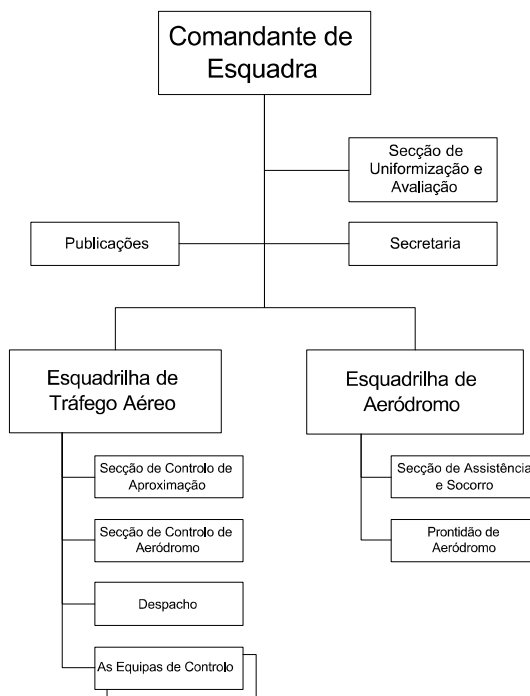 Comandante de
Esquadra
Secção de
Uniformização e
Avaliação
Publicações
Secretaria
Esquadrilha de
Tráfego Aéreo
Esquadrilha de
Aeródromo
Secção de Controlo de
Aproximação
Secção de Assistência
e Socorro
Secção de Controlo de
Aeródromo
Prontidão de
Aeródromo
Despacho
As Equipas de Controlo